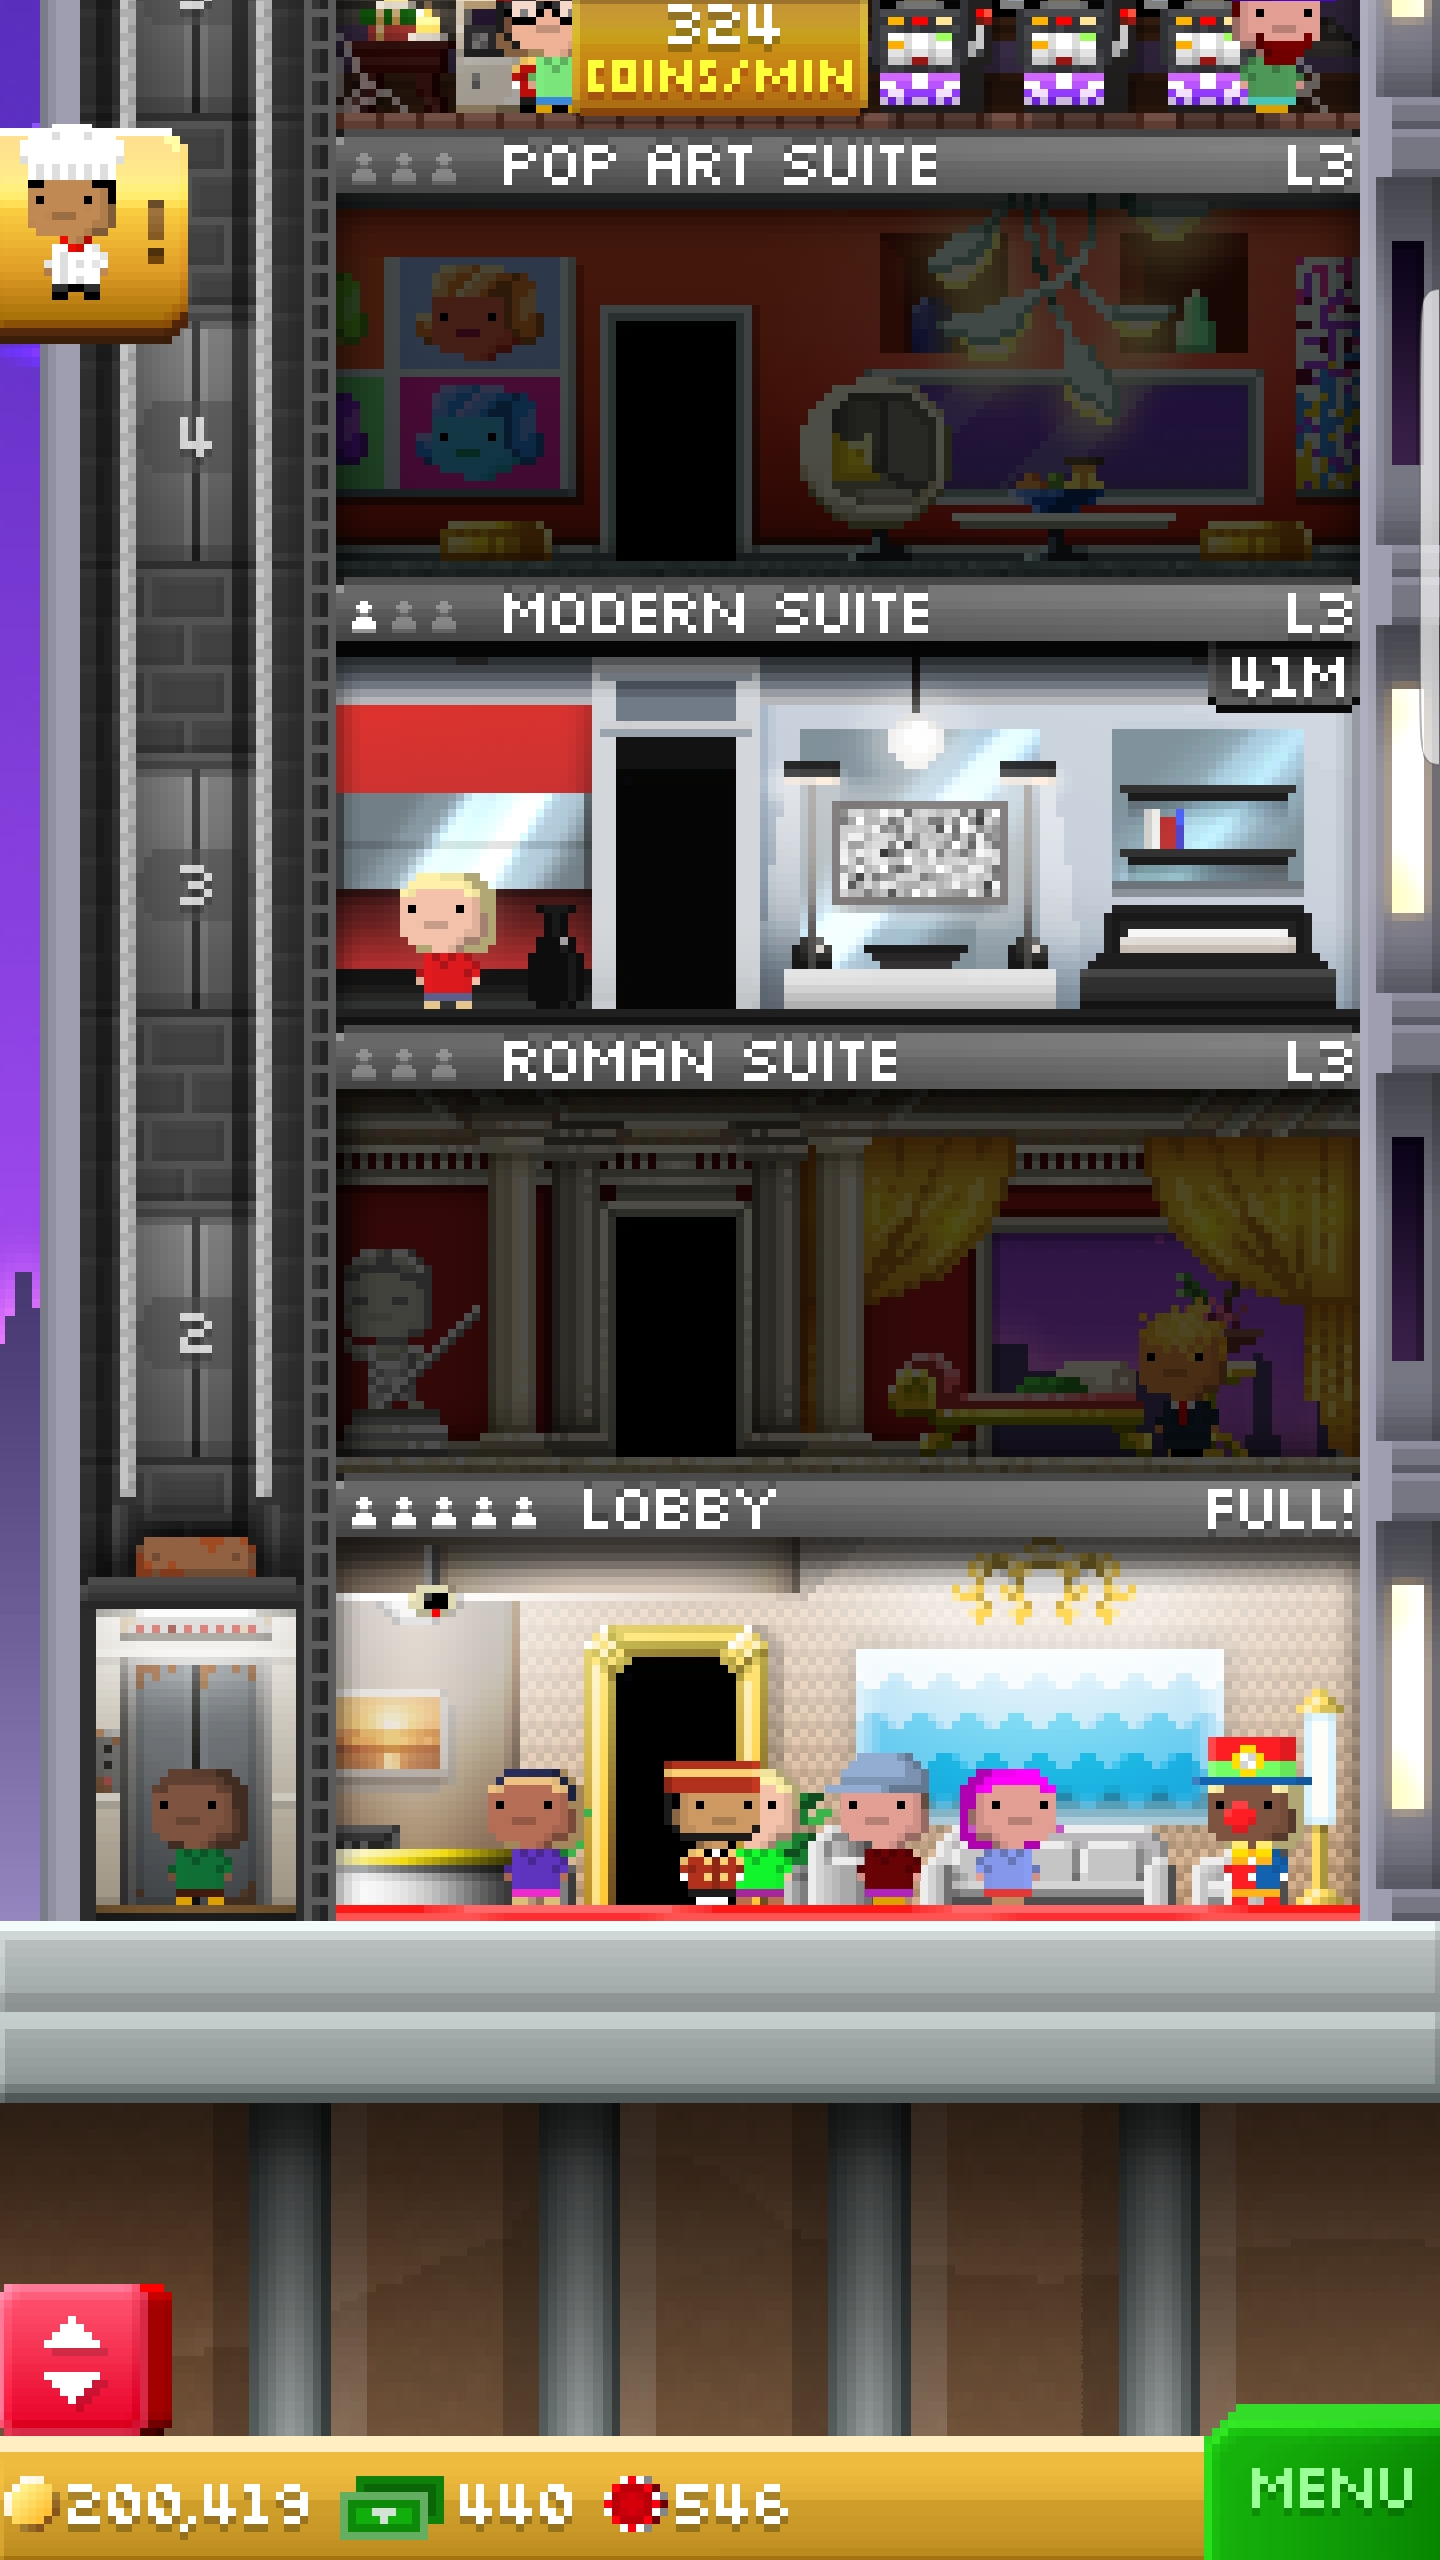 324
COINS/MIN
POP ART SUITE L3
4
MODERN SUITE L3
41M
3
ROMAN SUITE L3
2
LOBBY FULL!
200,419 440 546
MENU